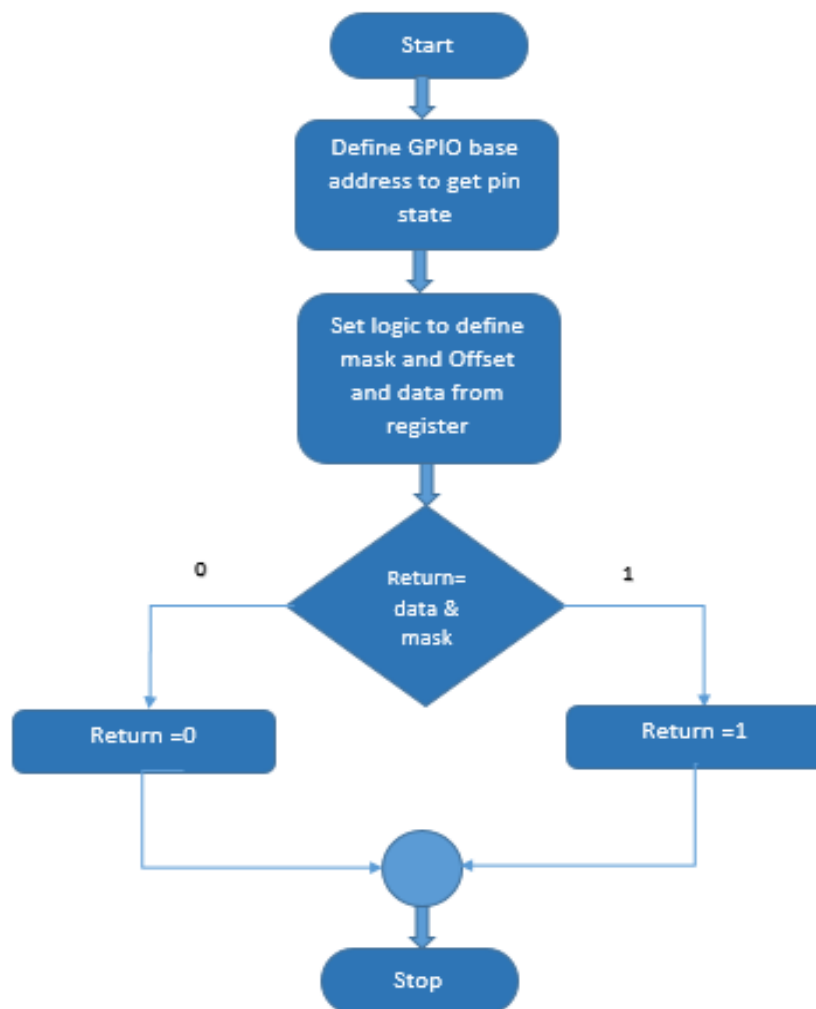 Start
Define GPIO base
address to get pin
state
Set logic to define
mask and Offset
and data from
register
0
Return=
data &
mask
1
Return =0
Return =1
Stop